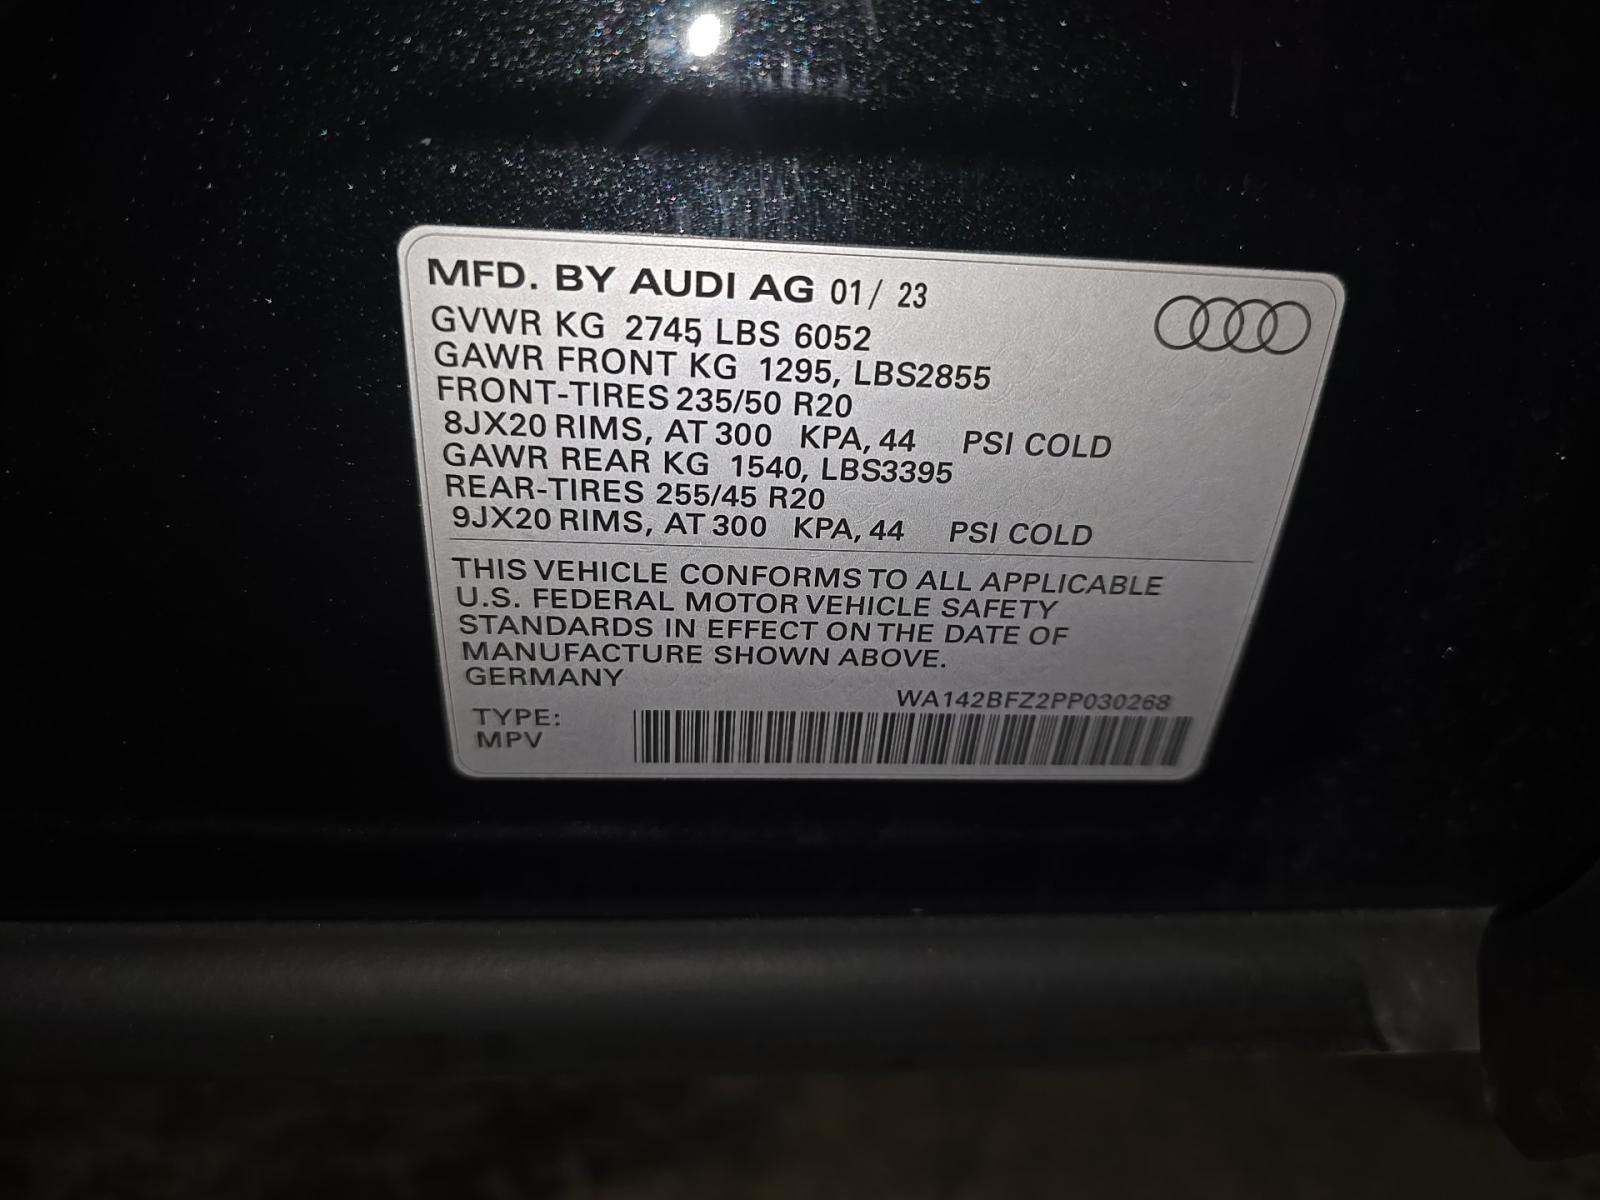 MFD. BY AUDI AG 01/ 23
GVWR KG 2745 LBS 6052
GAWR FRONT KG 1295, LBS2855
FRONT-TIRES 235/50 R20
8JX20 RIMS, AT 300 KPA, 44 PSI COLD
GAWR REAR KG 1540, LBS3395
REAR-TIRES 255/45 R20
9JX20 RIMS, AT 300 KPA, 44 PSI COLD
THIS VEHICLE CONFORMS TO ALL APPLICABLE
U.S. FEDERAL MOTOR VEHICLE SAFETY
STANDARDS IN EFFECT ON THE DATE OF
MANUFACTURE SHOWN ABOVE.
GERMANY
WA142BFZ2PP030268
TYPE:
MPV